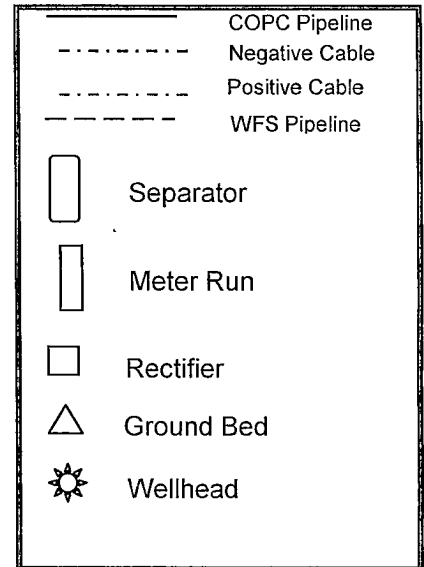 COPC Pipeline
Negative Cable
Positive Cable
WFS Pipeline
Separator
Meter Run
Rectifier
Ground Bed
Wellhead